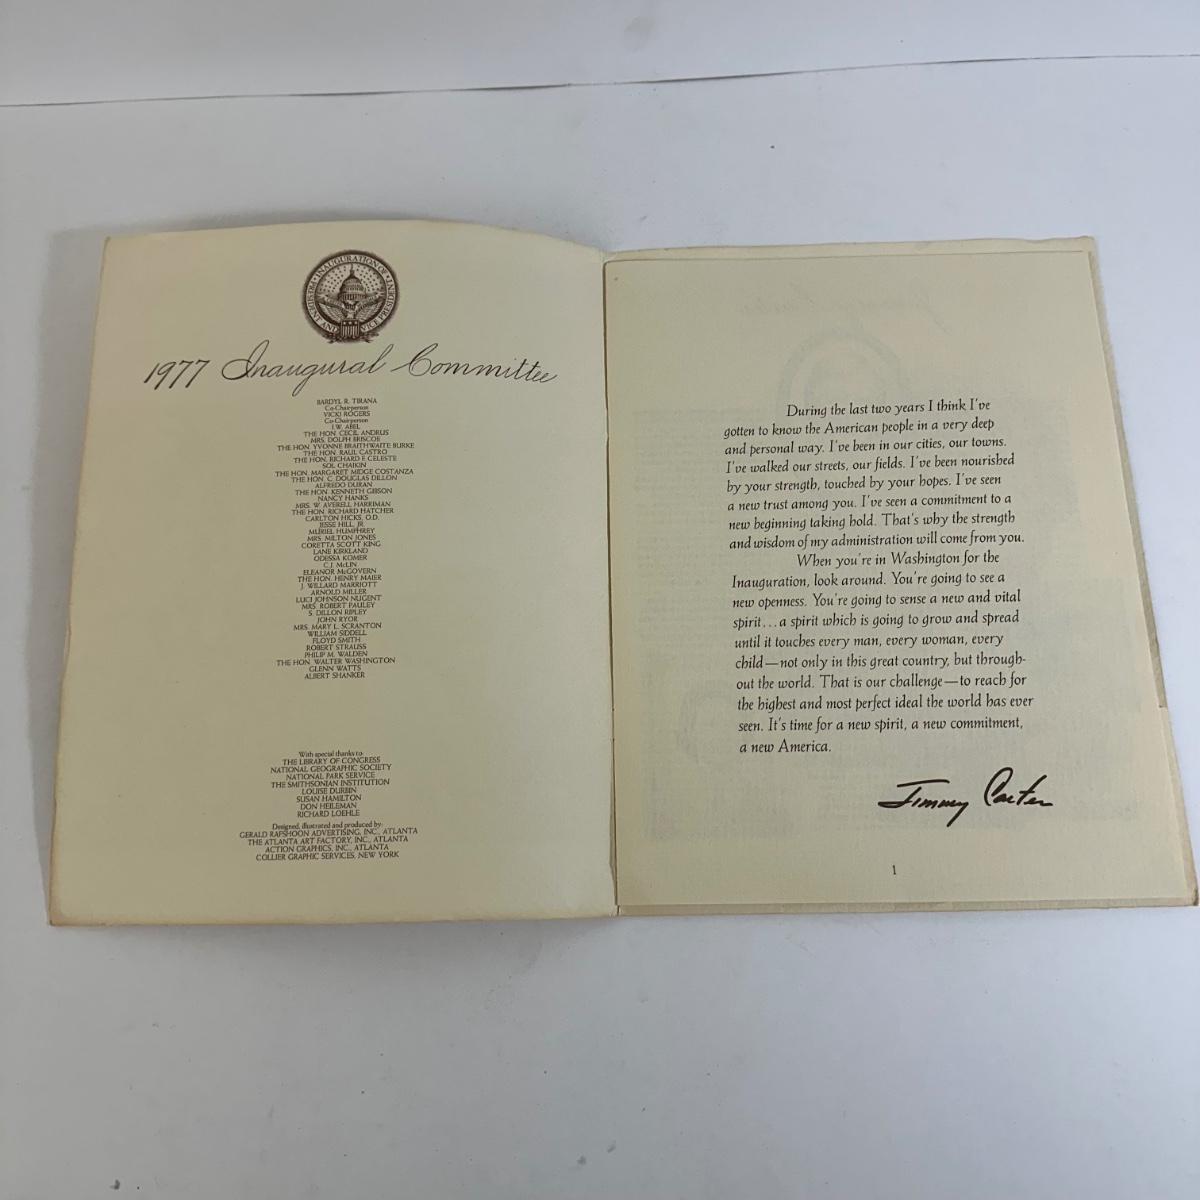 INAUGURATION OF PRESIDENT AND VICE PRESIDENT
1977 Inaugural Committee
BARDYL R. TIRANA
Co-Chairperson
VICKI ROGERS
Co-Chairperson
I.W. ABEL
THE HON. CECIL ANDRUS
MRS. DOLPH BRISCOE
THE HON. YVONNE BRAITHWAITE BURKE
THE HON. RAUL CASTRO
THE HON. RICHARD F. CELESTE
SOL CHAIKIN
THE HON. MARGARET MIDGE COSTANZA
THE HON. C. DOUGLAS DILLON
ALFREDO DURAN
THE HON. KENNETH GIBSON
NANCY HANKS
MRS. W. AVERELL HARRIMAN
THE HON. RICHARD HATCHER
CARLTON HICKS, O.D.
JESSE HILL, JR.
MURIEL HUMPHREY
MRS. MILTON JONES
CORETTA SCOTT KING
LANE KIRKLAND
ODESSA KOMER
C.J. McLIN
ELEANOR McGOVERN
THE HON. HENRY MAIER
J. WILLARD MARRIOTT
ARNOLD MILLER
LUCI JOHNSON NUGENT
MRS. ROBERT PAULEY
S. DILLON RIPLEY
JOHN RYOR
MRS. MARY L. SCRANTON
WILLIAM SIDDELL
FLOYD SMITH
ROBERT STRAUSS
PHILIP M. WALDEN
THE HON. WALTER WASHINGTON
GLENN WATTS
ALBERT SHANKER
With special thanks to:
THE LIBRARY OF CONGRESS
NATIONAL GEOGRAPHIC SOCIETY
NATIONAL PARK SERVICE
THE SMITHSONIAN INSTITUTION
LOUISE DURBIN
SUSAN HAMILTON
DON HEILEMAN
RICHARD LOEHLE
Designed, illustrated and produced by:
GERALD RAFSHOON ADVERTISING, INC., ATLANTA
THE ATLANTA ART FACTORY, INC., ATLANTA
ACTION GRAPHICS, INC., ATLANTA
COLLIER GRAPHIC SERVICES, NEW YORK
During the last two years I think I've
gotten to know the American people in a very deep
and personal way. I've been in our cities, our towns.
I've walked our streets, our fields. I've been nourished
by your strength, touched by your hopes. I've seen
a new trust among you. I've seen a commitment to a
new beginning taking hold. That's why the strength
and wisdom of my administration will come from you.
When you're in Washington for the
Inauguration, look around. You're going to see a
new openness. You're going to sense a new and vital
spirit...a spirit which is going to grow and spread
until it touches every man, every woman, every
child—not only in this great country, but through-
out the world. That is our challenge—to reach for
the highest and most perfect ideal the world has ever
seen. It's time for a new spirit, a new commitment,
a new America.
Jimmy Carter
1